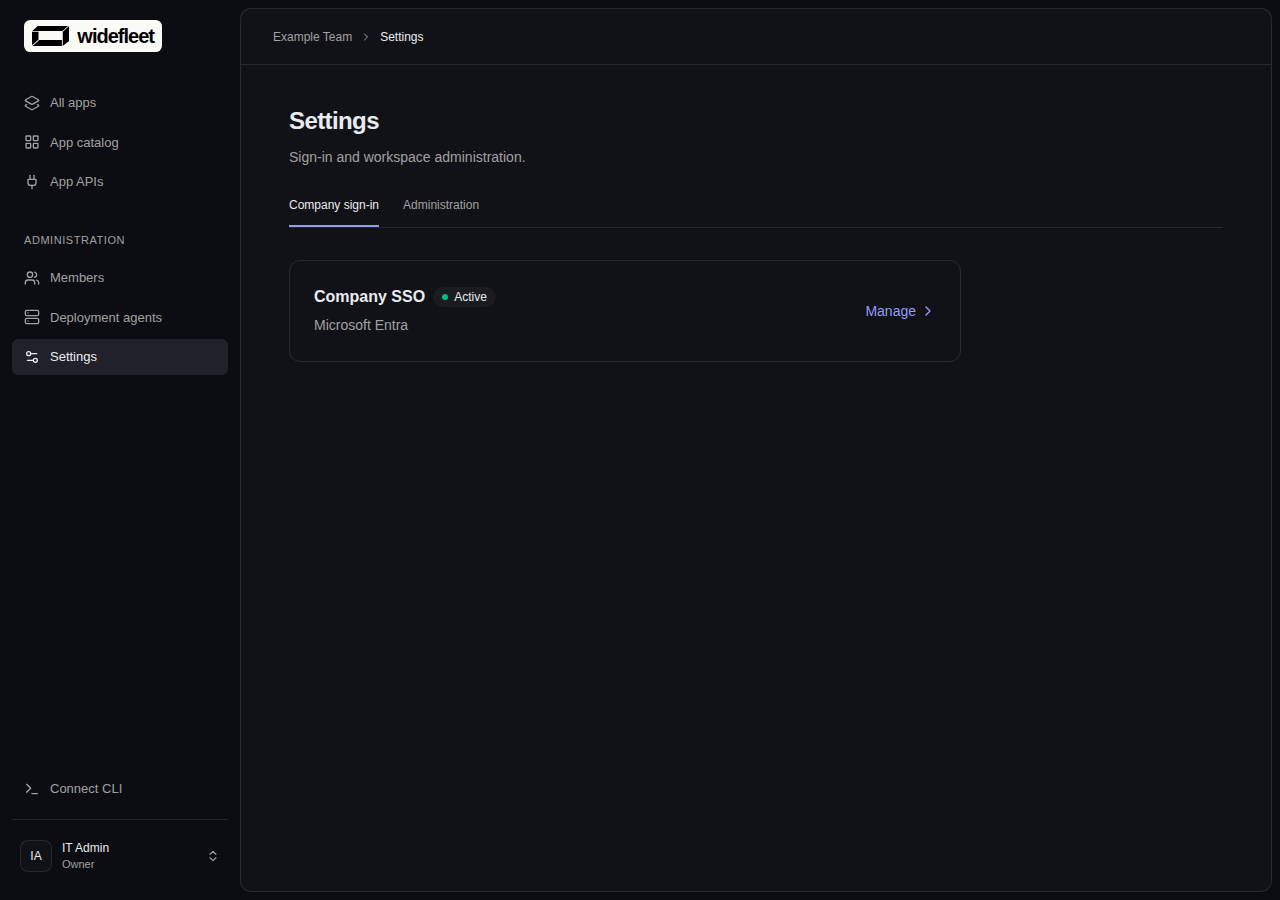 widefleet
All apps
App catalog
App APIs
ADMINISTRATION
Members
Deployment agents
Settings
Connect CLI
IA
IT Admin
Owner
Example Team
Settings
Settings
Sign-in and workspace administration.
Company sign-in
Administration
Company SSO
Active
Microsoft Entra
Manage